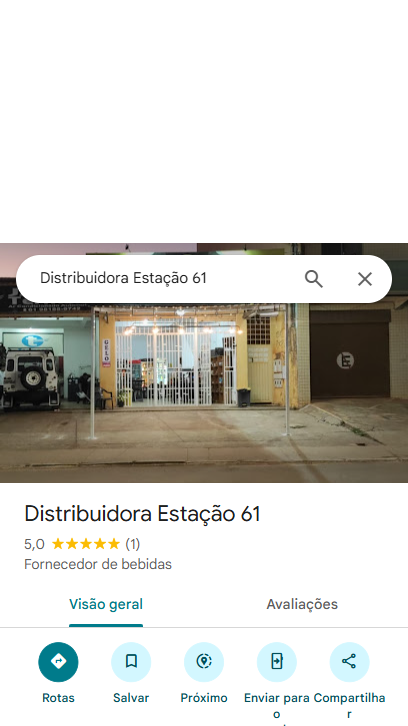 Distribuidora Estação 61
GELO
E
Distribuidora Estação 61
5,0 ★★★★★ (1)
Fornecedor de bebidas
Visão geral
Avaliações
Rotas
Salvar
Próximo
Enviar para
o
Compartilha
r